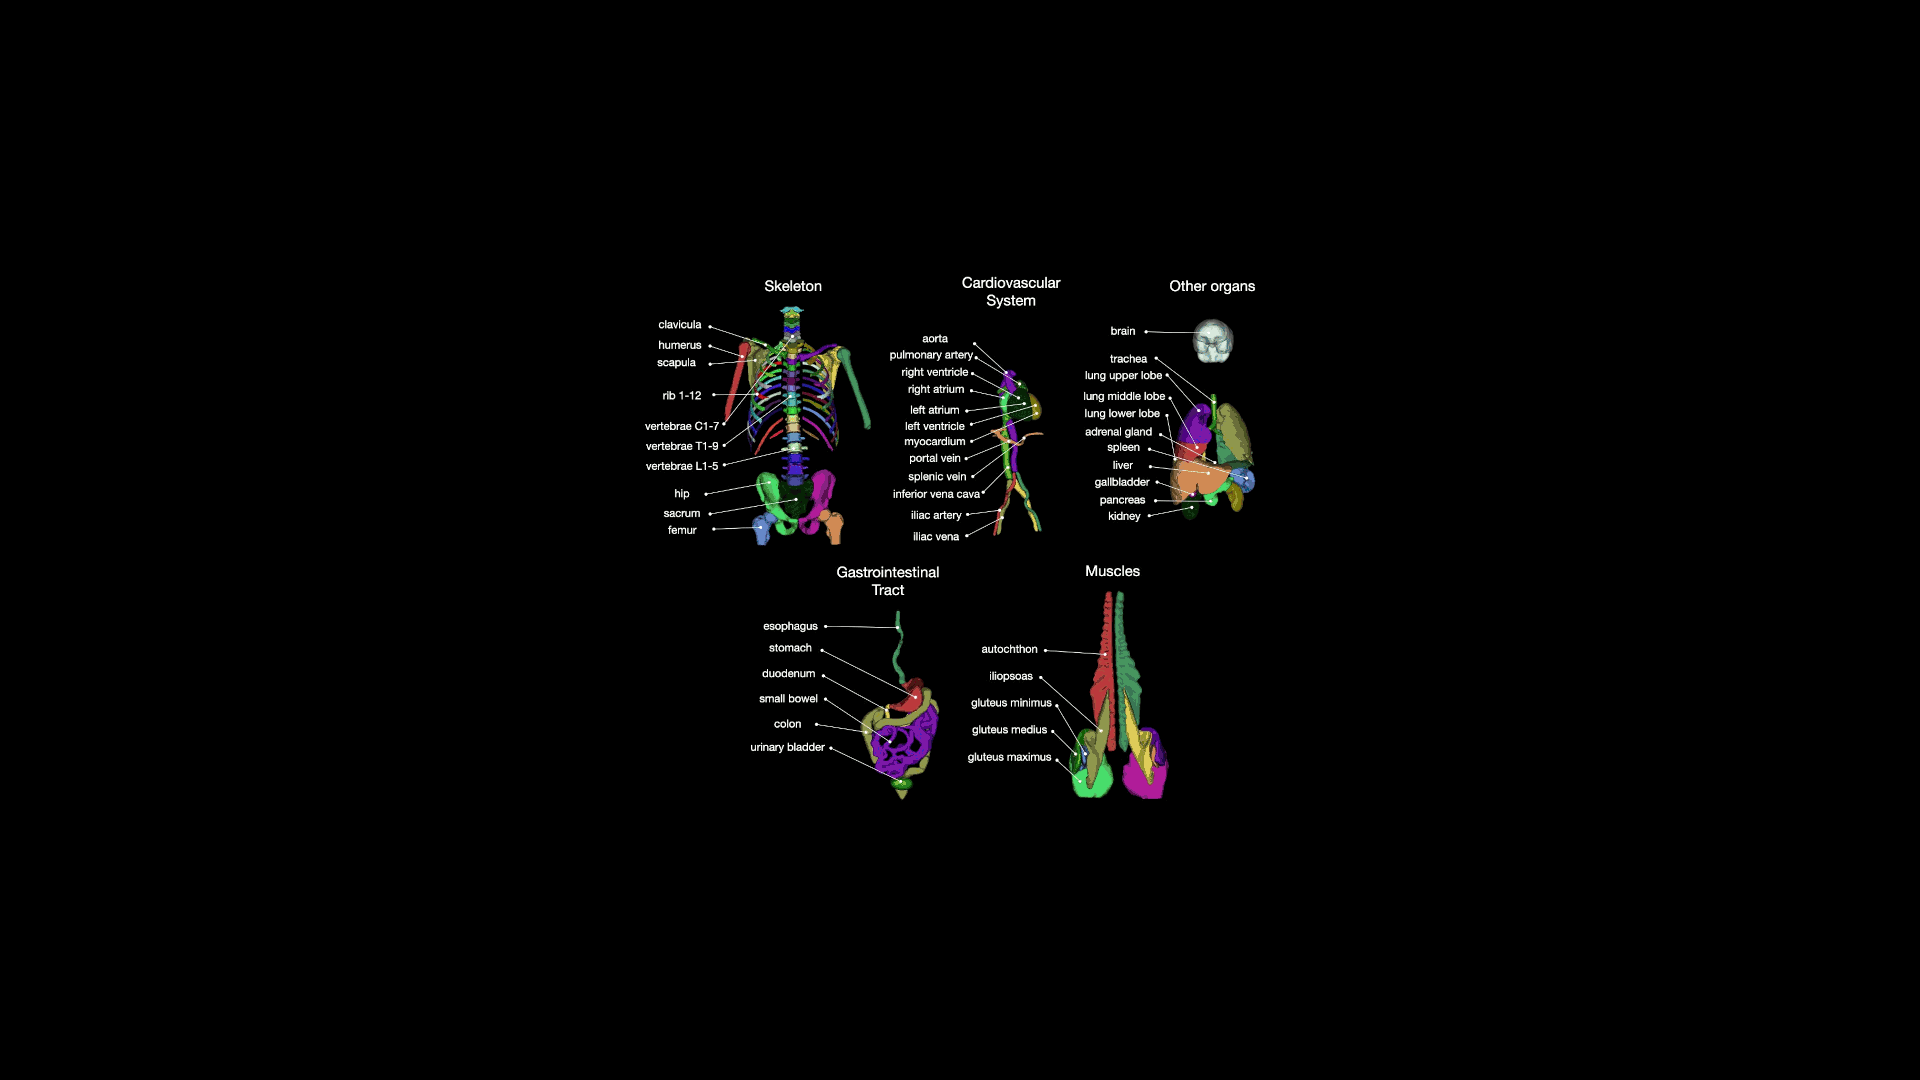 Skeleton
clavicula
humerus
scapula
rib 1-12
vertebrae C1-7
vertebrae T1-9
vertebrae L1-5
hip
sacrum
femur
Cardiovascular
System
aorta
pulmonary artery
right ventricle
right atrium
left atrium
left ventricle
myocardium
portal vein
splenic vein
inferior vena cava
iliac artery
iliac vena
Other organs
brain
trachea
lung upper lobe
lung middle lobe
lung lower lobe
adrenal gland
spleen
liver
gallbladder
pancreas
kidney
Gastrointestinal
Tract
esophagus
stomach
duodenum
small bowel
colon
urinary bladder
Muscles
autochthon
iliopsoas
gluteus minimus
gluteus medius
gluteus maximus